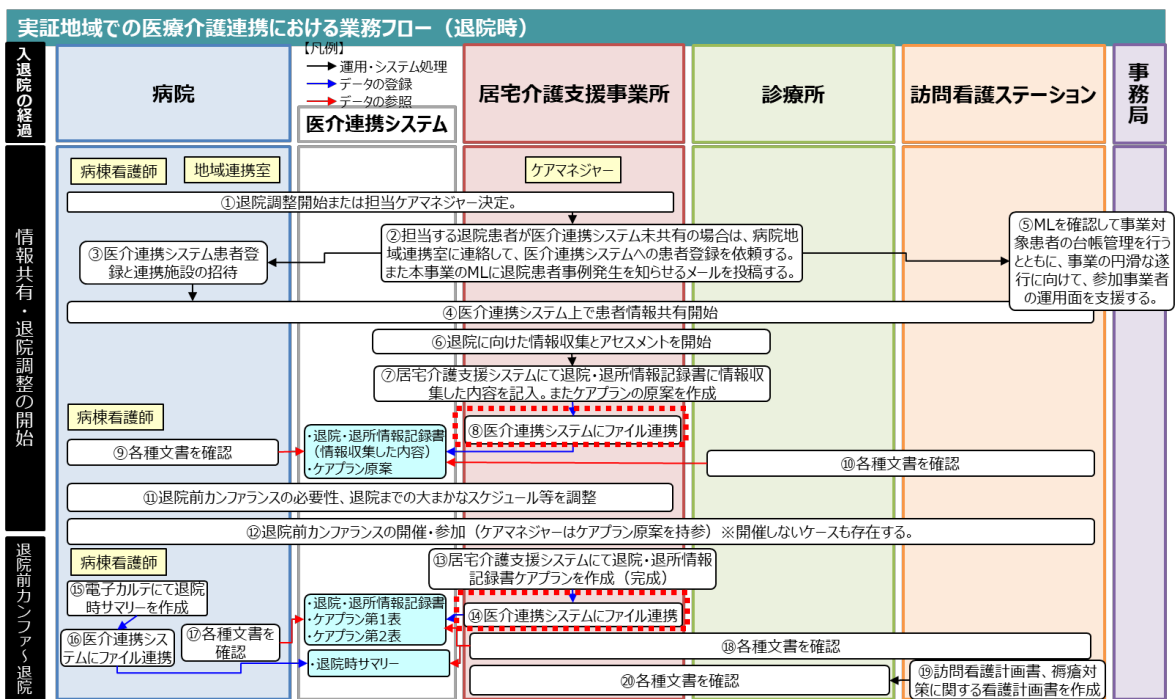 実証地域での医療介護連携における業務フロー（退院時）
【凡例】
運用・システム処理
データの登録
データの参照
入退院の経過
病院
医介連携システム
居宅介護支援事業所
診療所
訪問看護ステーション
事務局
情報共有・退院調整の開始
病棟看護師
地域連携室
ケアマネジャー
①退院調整開始または担当ケアマネジャー決定。
②担当する退院患者が医介連携システム未共有の場合は、病院地
域連携室に連絡して、医介連携システムへの患者登録を依頼する。
また本事業のMLに退院患者事例発生を知らせるメールを投稿する。
③医介連携システム患者登
録と連携施設の招待
⑤MLを確認して事業対
象患者の台帳管理を行う
とともに、事業の円滑な遂
行に向けて、参加事業者
の運用面を支援する。
④医介連携システム上で患者情報共有開始
⑥退院に向けた情報収集とアセスメントを開始
⑦居宅介護支援システムにて退院・退所情報記録書に情報収
集した内容を記入。またケアプランの原案を作成
病棟看護師
⑧医介連携システムにファイル連携
⑨各種文書を確認
・退院・退所情報記録書
（情報収集した内容）
・ケアプラン原案
⑩各種文書を確認
⑪退院前カンファランスの必要性、退院までの大まかなスケジュール等を調整
⑫退院前カンファランスの開催・参加（ケアマネジャーはケアプラン原案を持参）※開催しないケースも存在する。
退院前カンファ～退院
病棟看護師
⑬居宅介護支援システムにて退院・退所情報
記録書ケアプランを作成（完成）
⑮電子カルテにて退院
時サマリーを作成
・退院・退所情報記録書
・ケアプラン第1表
・ケアプラン第2表
⑭医介連携システムにファイル連携
⑯医介連携シス
テムにファイル連携
⑰各種文書を
確認
⑱各種文書を確認
・退院時サマリー
⑳各種文書を確認
⑲訪問看護計画書、褥瘡対
策に関する看護計画書を作成